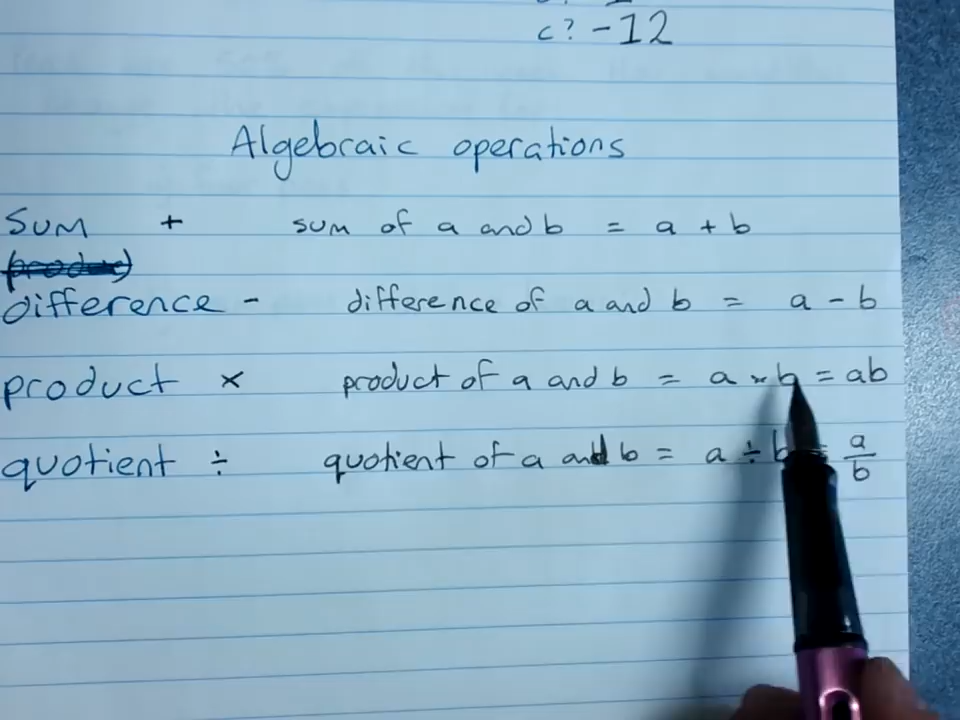 c? -12
Algebraic operations
Sum + sum of a and b = a + b
difference - difference of a and b = a - b
product × product of a and b = a × b = ab
quotient ÷ quotient of a and b = a ÷ b = a/b